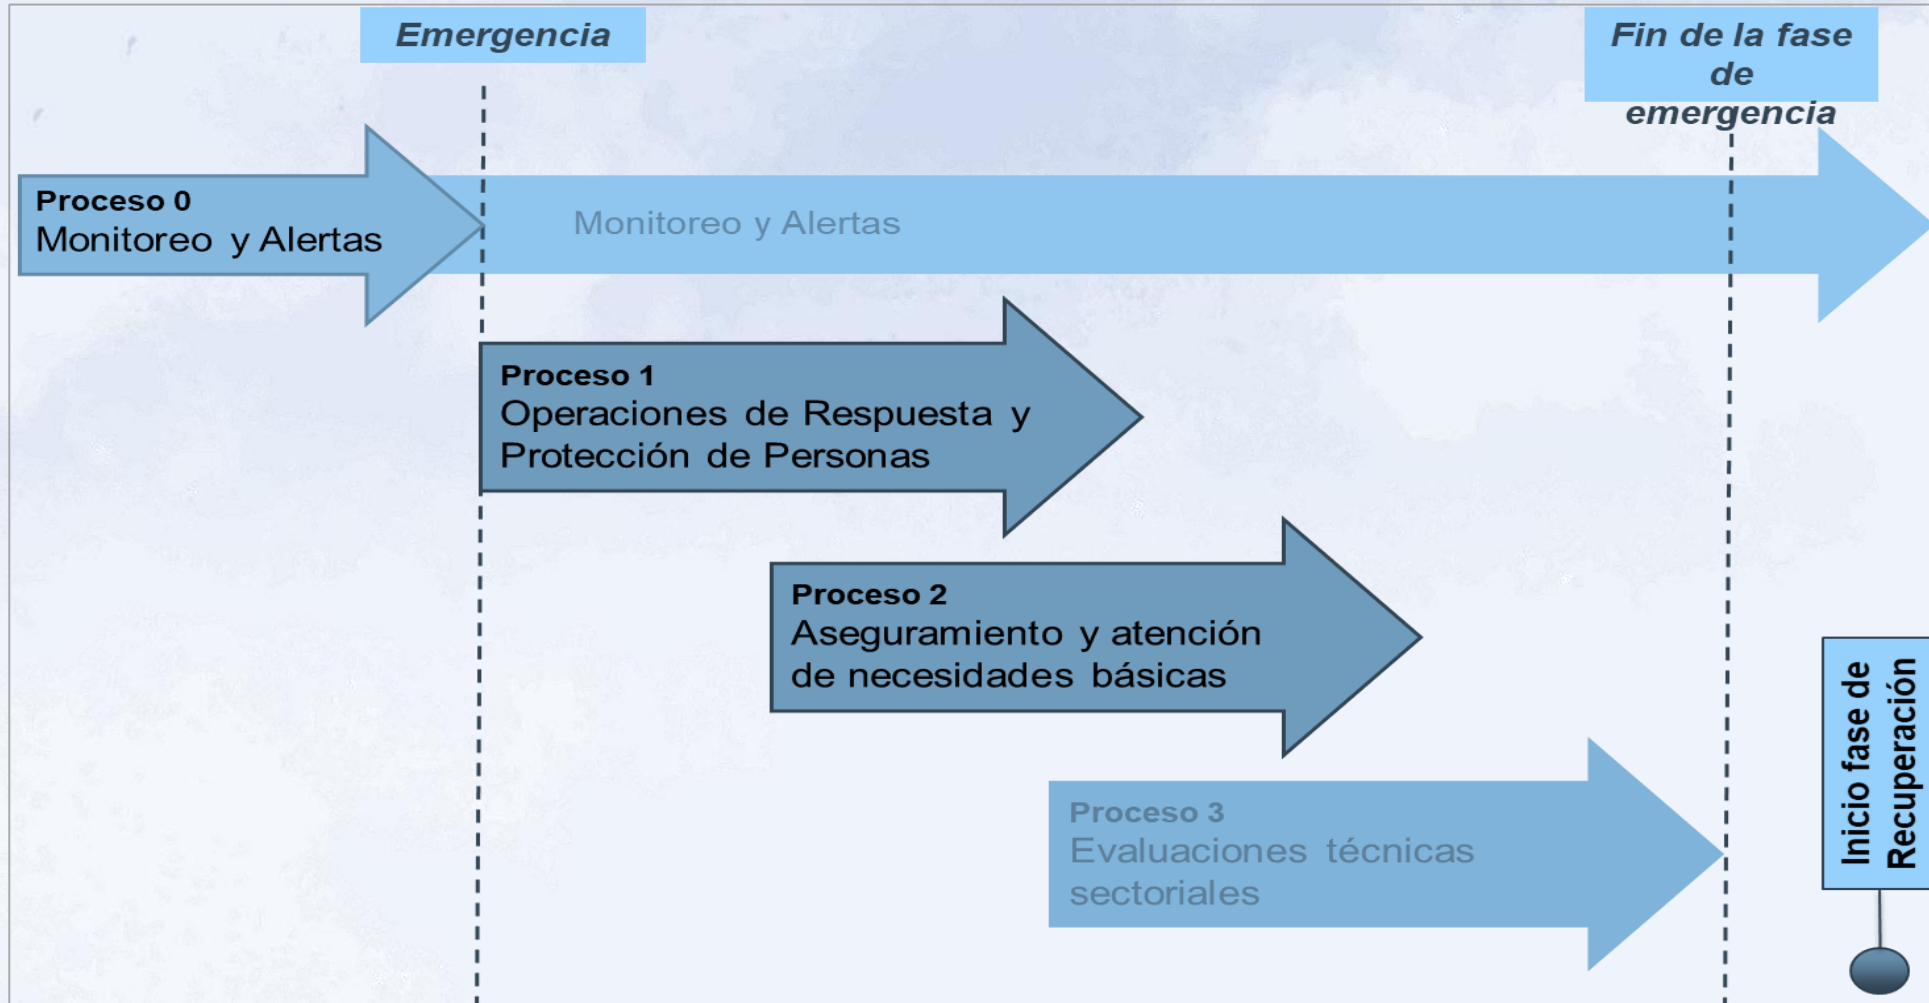 Emergencia
Fin de la fase
de
emergencia
Proceso 0
Monitoreo y Alertas
Monitoreo y Alertas
Proceso 1
Operaciones de Respuesta y
Protección de Personas
Proceso 2
Aseguramiento y atención
de necesidades básicas
Proceso 3
Evaluaciones técnicas
sectoriales
Inicio fase de
Recuperación